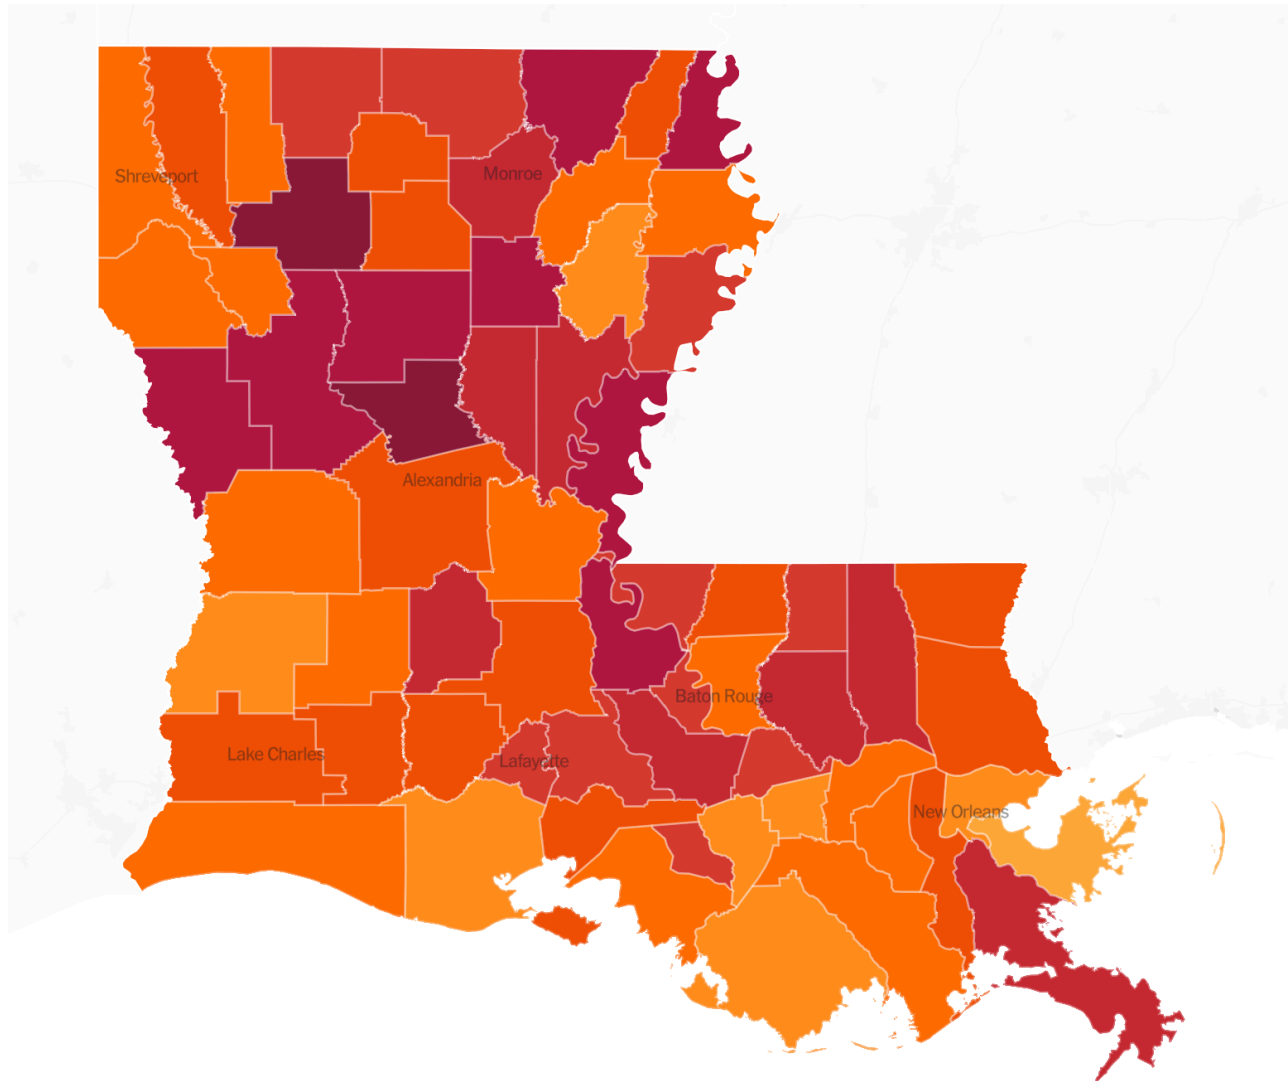 Shreveport
Monroe
Alexandria
Baton Rouge
Lake Charles
Lafayette
New Orleans